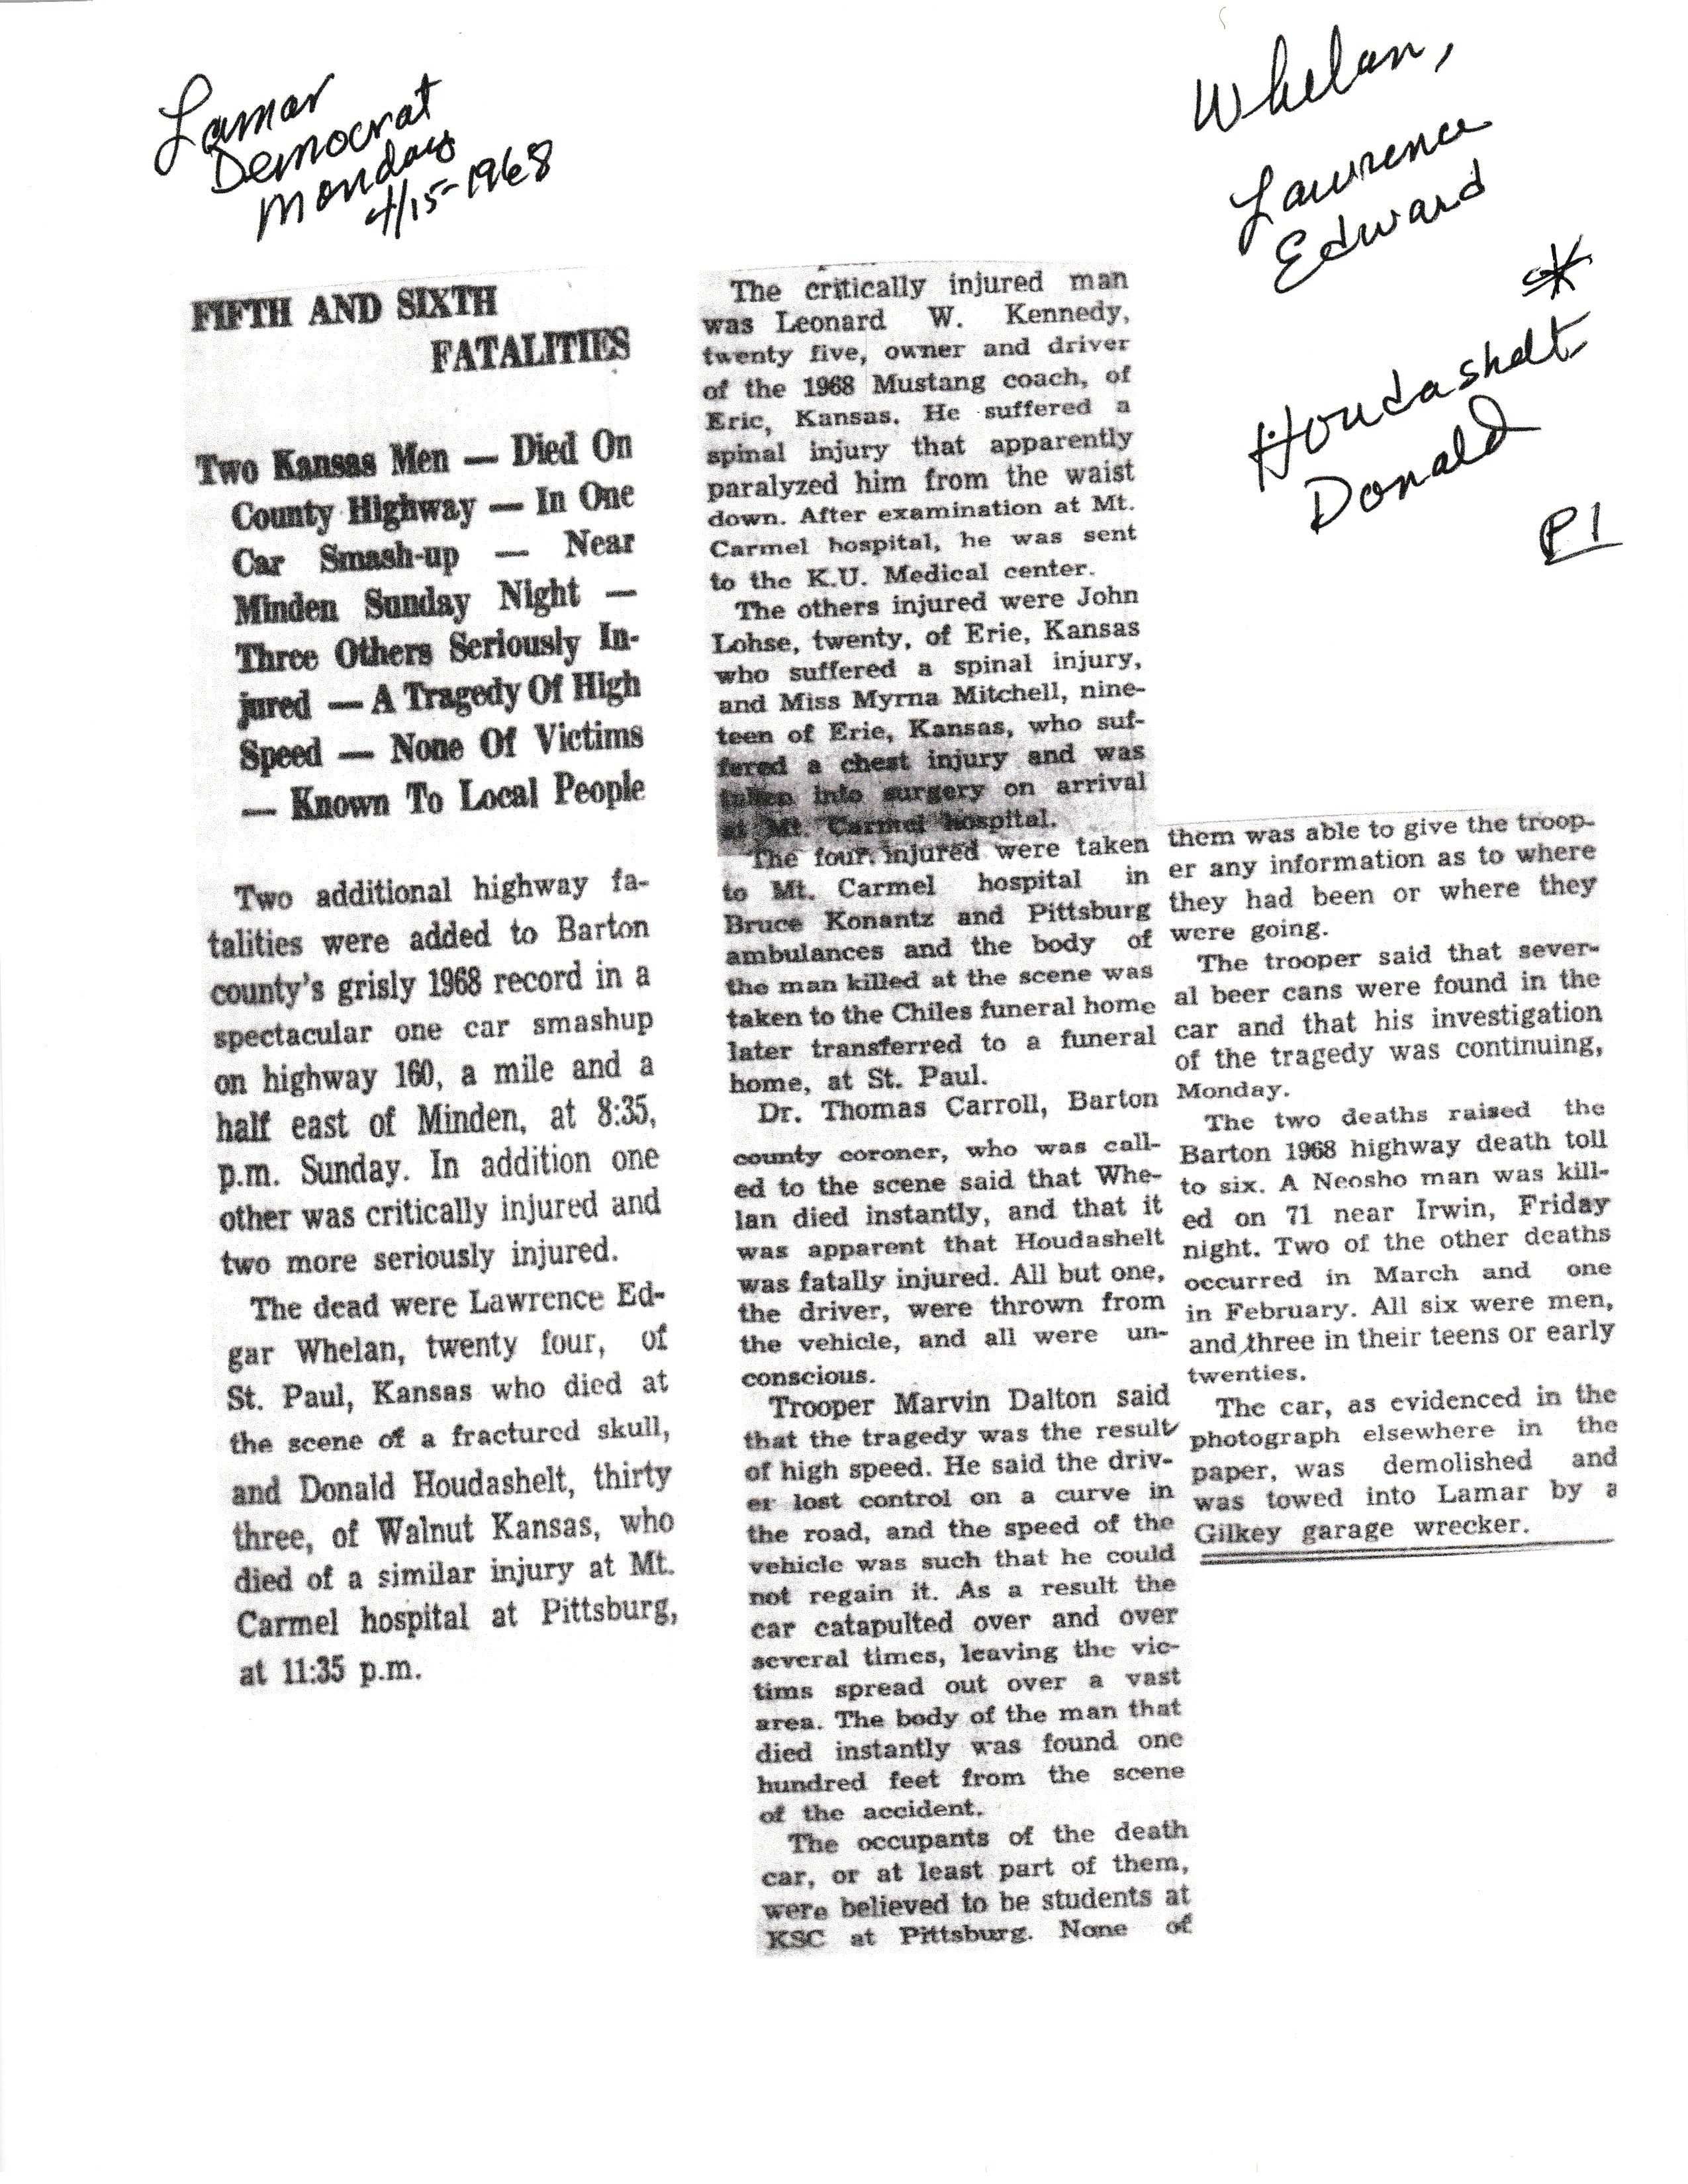 Lamar
Democrat
Monday
4/15-1968
Whelan,
Lawrence
Edward
*
Houdashelt
Donald
P1
FIFTH AND SIXTH
FATALITIES
Two Kansas Men — Died On
County Highway — In One
Car Smash-up — Near
Minden Sunday Night —
Three Others Seriously In-
jured — A Tragedy Of High
Speed — None Of Victims
— Known To Local People
Two additional highway fa-
talities were added to Barton
county's grisly 1968 record in a
spectacular one car smashup
on highway 160, a mile and a
half east of Minden, at 8:35,
p.m. Sunday. In addition one
other was critically injured and
two more seriously injured.
The dead were Lawrence Ed-
gar Whelan, twenty four, of
St. Paul, Kansas who died at
the scene of a fractured skull,
and Donald Houdashelt, thirty
three, of Walnut Kansas, who
died of a similar injury at Mt.
Carmel hospital at Pittsburg,
at 11:35 p.m.
The critically injured man
was Leonard W. Kennedy,
twenty five, owner and driver
of the 1968 Mustang coach, of
Eric, Kansas. He suffered a
spinal injury that apparently
paralyzed him from the waist
down. After examination at Mt.
Carmel hospital, he was sent
to the K.U. Medical center.
The others injured were John
Lohse, twenty, of Erie, Kansas
who suffered a spinal injury,
and Miss Myrna Mitchell, nine-
teen of Erie, Kansas, who suf-
fered a chest injury and was
taken into surgery on arrival
at Mt. Carmel hospital.
The four injured were taken
to Mt. Carmel hospital in
Bruce Konantz and Pittsburg
ambulances and the body of
the man killed at the scene was
taken to the Chiles funeral home
later transferred to a funeral
home, at St. Paul.
Dr. Thomas Carroll, Barton
county coroner, who was call-
ed to the scene said that Whe-
lan died instantly, and that it
was apparent that Houdashelt
was fatally injured. All but one,
the driver, were thrown from
the vehicle, and all were un-
conscious.
Trooper Marvin Dalton said
that the tragedy was the result
of high speed. He said the driv-
er lost control on a curve in
the road, and the speed of the
vehicle was such that he could
not regain it. As a result the
car catapulted over and over
several times, leaving the vic-
tims spread out over a vast
area. The body of the man that
died instantly was found one
hundred feet from the scene
of the accident.
The occupants of the death
car, or at least part of them,
were believed to be students at
KSC at Pittsburg. None of
them was able to give the troop-
er any information as to where
they had been or where they
were going.
The trooper said that sever-
al beer cans were found in the
car and that his investigation
of the tragedy was continuing,
Monday.
The two deaths raised the
Barton 1968 highway death toll
to six. A Neosho man was kill-
ed on 71 near Irwin, Friday
night. Two of the other deaths
occurred in March and one
in February. All six were men,
and three in their teens or early
twenties.
The car, as evidenced in the
photograph elsewhere in the
paper, was demolished and
was towed into Lamar by a
Gilkey garage wrecker.